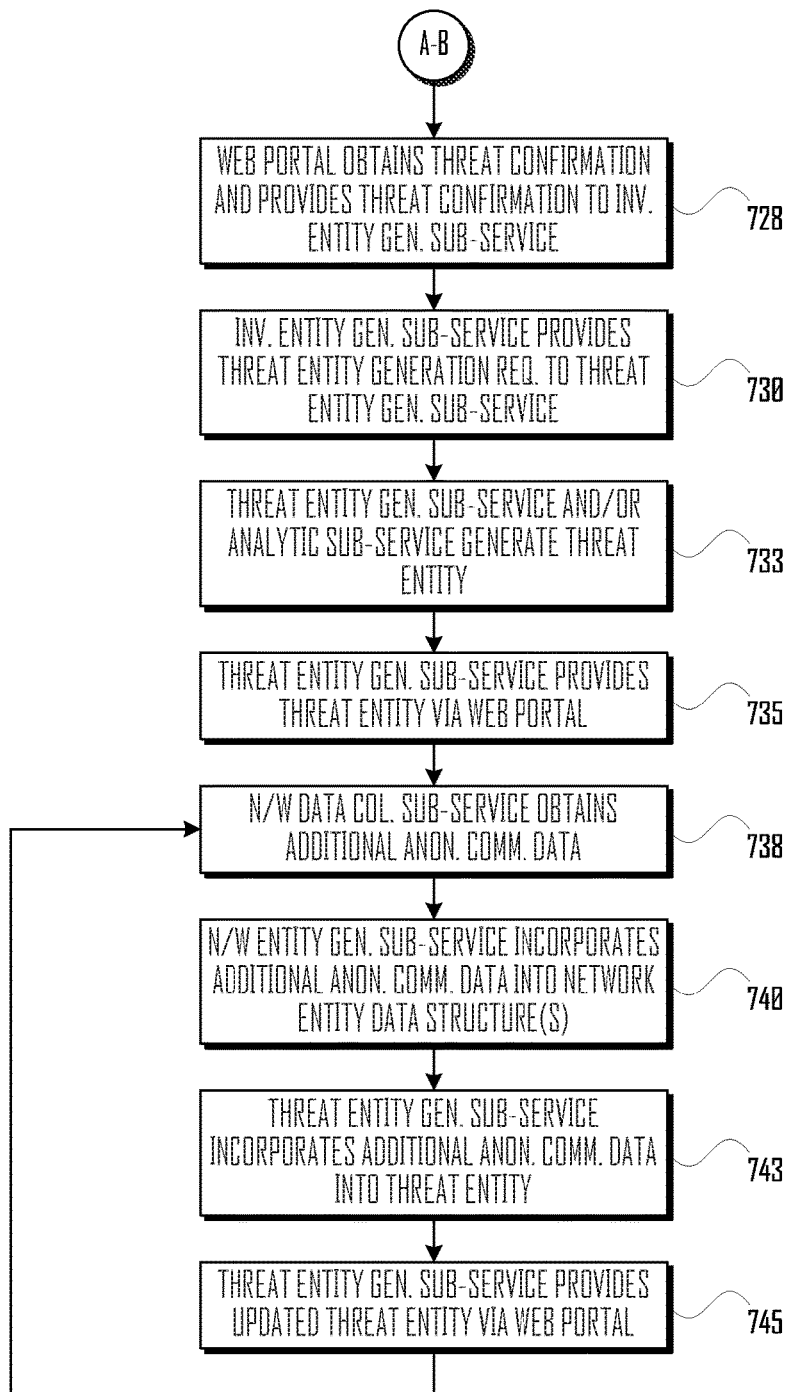 A-B
WEB PORTAL OBTAINS THREAT CONFIRMATION
AND PROVIDES THREAT CONFIRMATION TO INV.
ENTITY GEN. SUB-SERVICE
728
INV. ENTITY GEN. SUB-SERVICE PROVIDES
THREAT ENTITY GENERATION REQ. TO THREAT
ENTITY GEN. SUB-SERVICE
730
THREAT ENTITY GEN. SUB-SERVICE AND/OR
ANALYTIC SUB-SERVICE GENERATE THREAT
ENTITY
733
THREAT ENTITY GEN. SUB-SERVICE PROVIDES
THREAT ENTITY VIA WEB PORTAL
735
N/W DATA COL. SUB-SERVICE OBTAINS
ADDITIONAL ANON. COMM. DATA
738
N/W ENTITY GEN. SUB-SERVICE INCORPORATES
ADDITIONAL ANON. COMM. DATA INTO NETWORK
ENTITY DATA STRUCTURE(S)
740
THREAT ENTITY GEN. SUB-SERVICE
INCORPORATES ADDITIONAL ANON. COMM. DATA
INTO THREAT ENTITY
743
THREAT ENTITY GEN. SUB-SERVICE PROVIDES
UPDATED THREAT ENTITY VIA WEB PORTAL
745